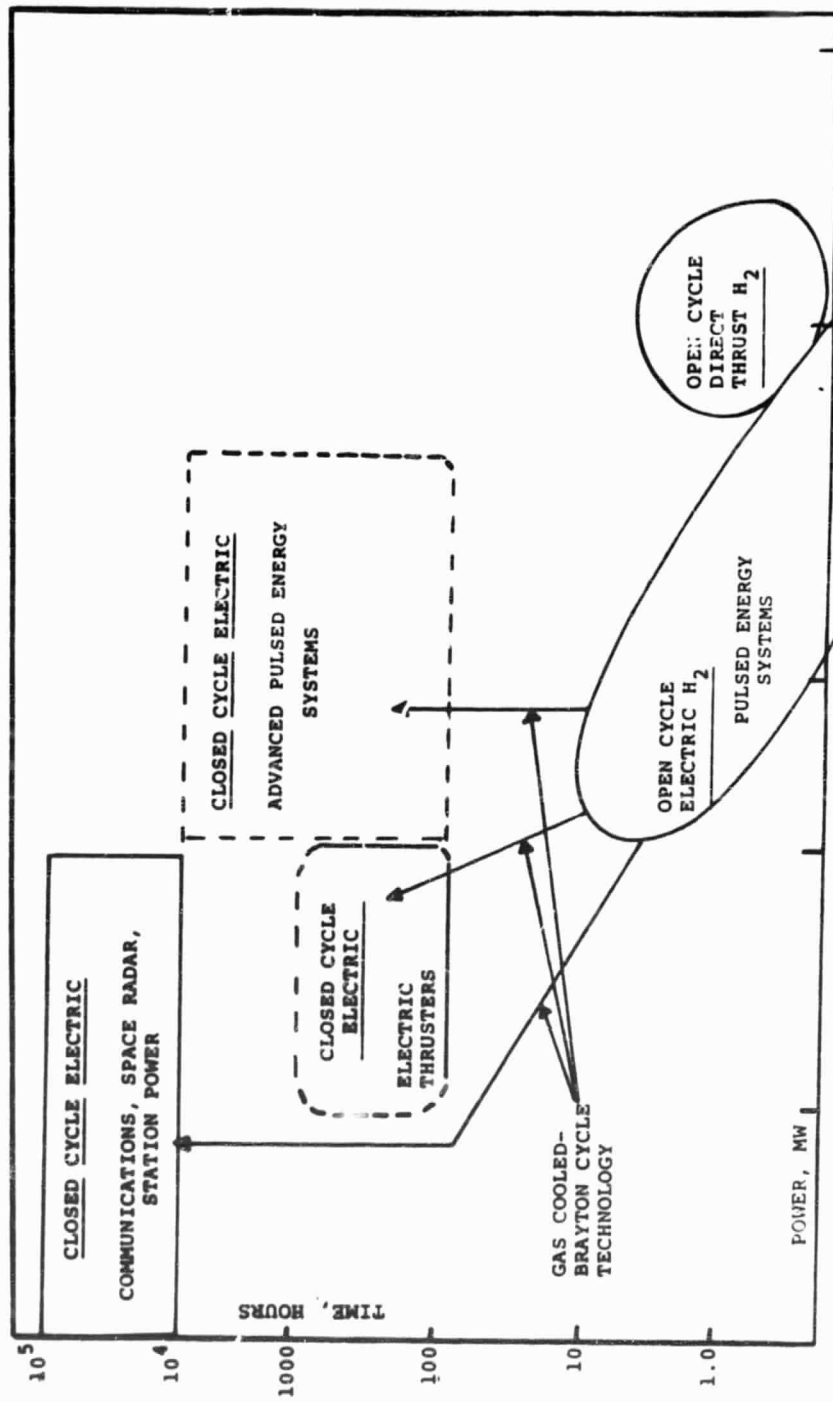 10^5
10^4
1000
100
10
1.0
TIME, HOURS
CLOSED CYCLE ELECTRIC
COMMUNICATIONS, SPACE RADAR,
STATION POWER
CLOSED CYCLE
ELECTRIC
ELECTRIC
THRUSTERS
CLOSED CYCLE ELECTRIC
ADVANCED PULSED ENERGY
SYSTEMS
GAS COOLED-
BRAYTON CYCLE
TECHNOLOGY
OPEN CYCLE
ELECTRIC H2
PULSED ENERGY
SYSTEMS
OPEN CYCLE
DIRECT
THRUST H2
POWER, MW